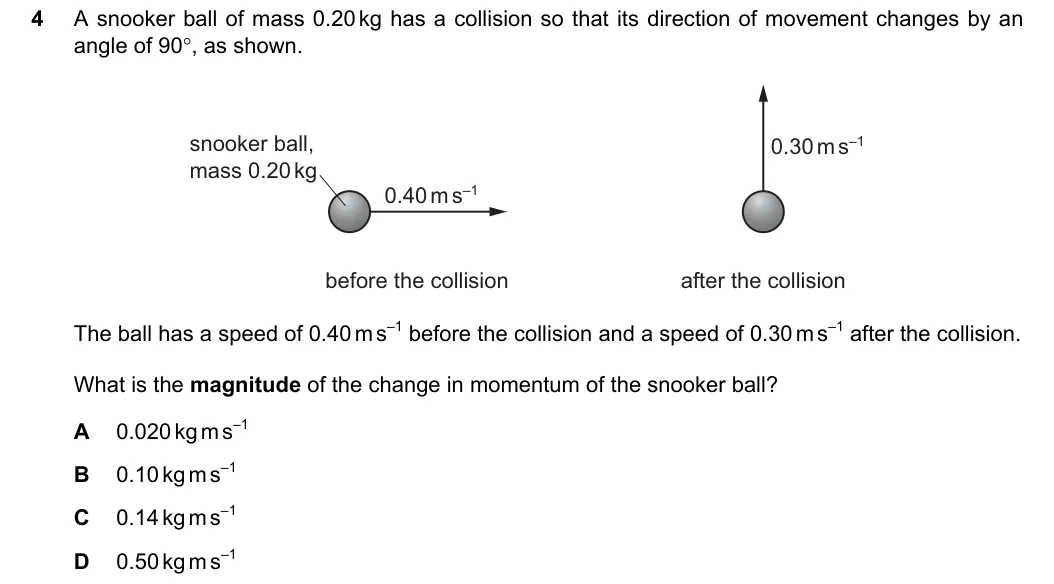 4 A snooker ball of mass 0.20 kg has a collision so that its direction of movement changes by an
angle of 90°, as shown.
snooker ball,
mass 0.20 kg
0.40 m s⁻¹
0.30 m s⁻¹
before the collision
after the collision
The ball has a speed of 0.40 m s⁻¹ before the collision and a speed of 0.30 m s⁻¹ after the collision.
What is the magnitude of the change in momentum of the snooker ball?
A 0.020 kg m s⁻¹
B 0.10 kg m s⁻¹
C 0.14 kg m s⁻¹
D 0.50 kg m s⁻¹